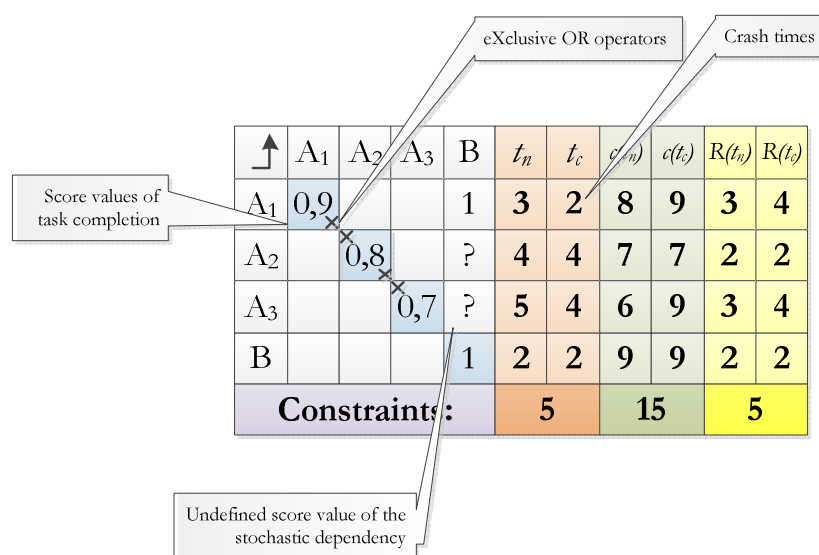 eXclusive OR operators
Crash times
A1 A2 A3 B tn tc c(tn) c(tc) R(tn) R(tc)
Score values of
task completion
A1 0,9 1 3 2 8 9 3 4
A2 0,8 ? 4 4 7 7 2 2
A3 0,7 ? 5 4 6 9 3 4
B 1 2 2 9 9 2 2
Constraints: 5 15 5
Undefined score value of the
stochastic dependency